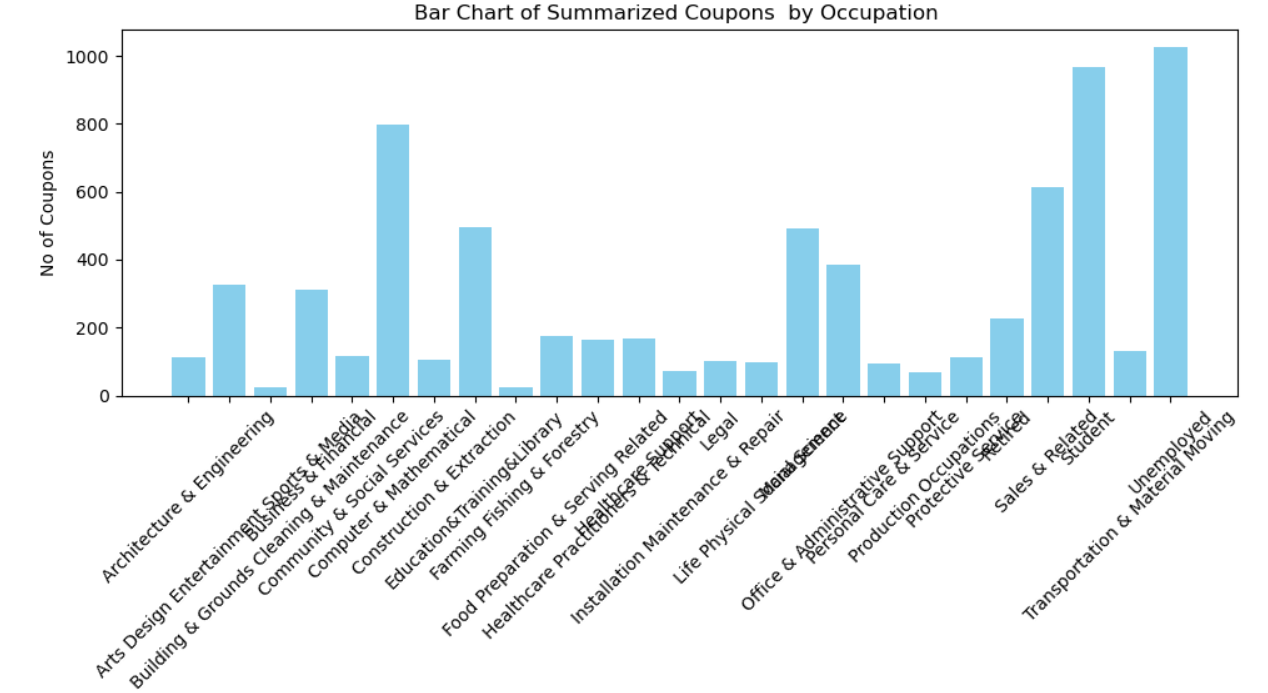 Bar Chart of Summarized Coupons  by Occupation
No of Coupons
1000
800
600
400
200
0
Architecture & Engineering
Arts Design Entertainment Sports & Media
Building & Grounds Cleaning & Maintenance
Business & Financial
Community & Social Services
Computer & Mathematical
Construction & Extraction
Education&Training&Library
Farming Fishing & Forestry
Food Preparation & Serving Related
Healthcare Practitioners & Technical
Healthcare Support
Installation Maintenance & Repair
Legal
Life Physical Social Science
Management
Office & Administrative Support
Personal Care & Service
Production Occupations
Protective Service
Retired
Sales & Related
Student
Transportation & Material Moving
Unemployed